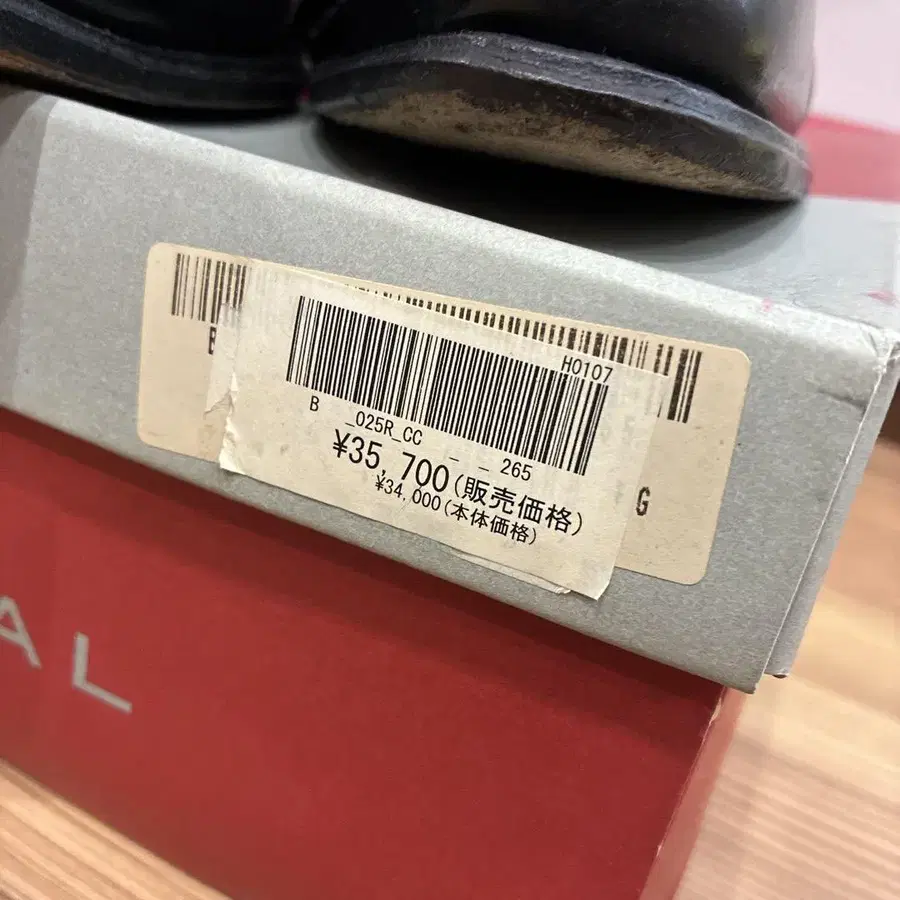 H0107
B _025R_CC _ _ 265
¥35,700(販売価格)
¥34,000(本体価格)
G
AL